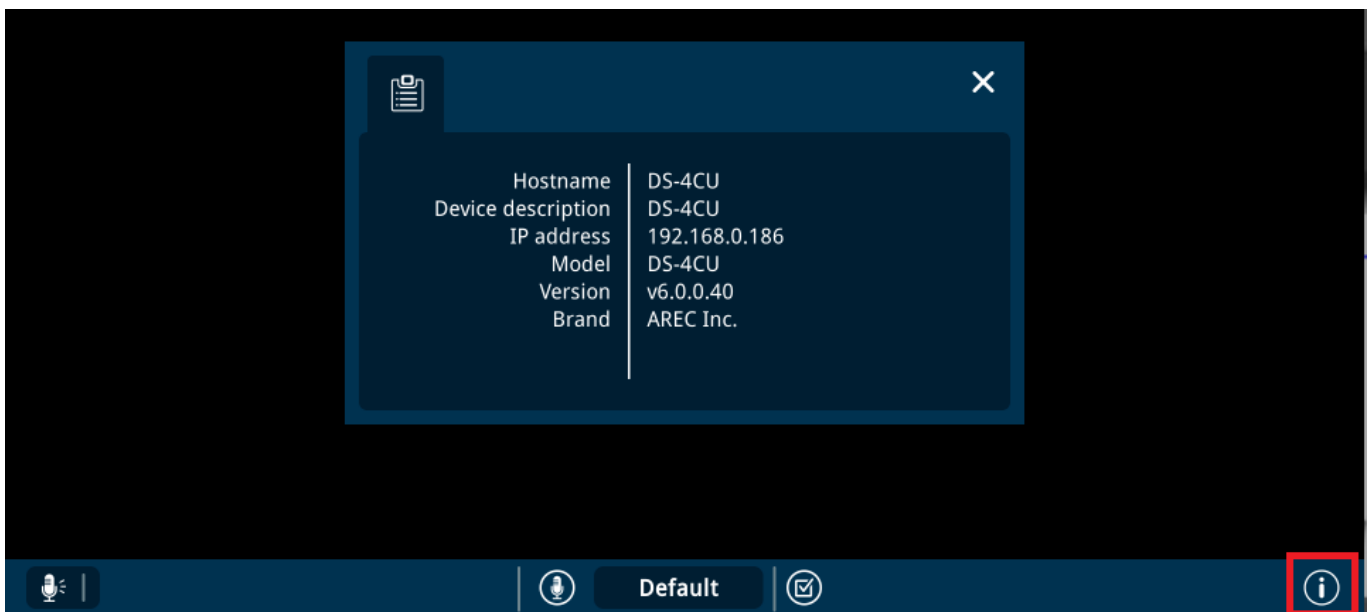 Hostname DS-4CU
Device description DS-4CU
IP address 192.168.0.186
Model DS-4CU
Version v6.0.0.40
Brand AREC Inc.
Default